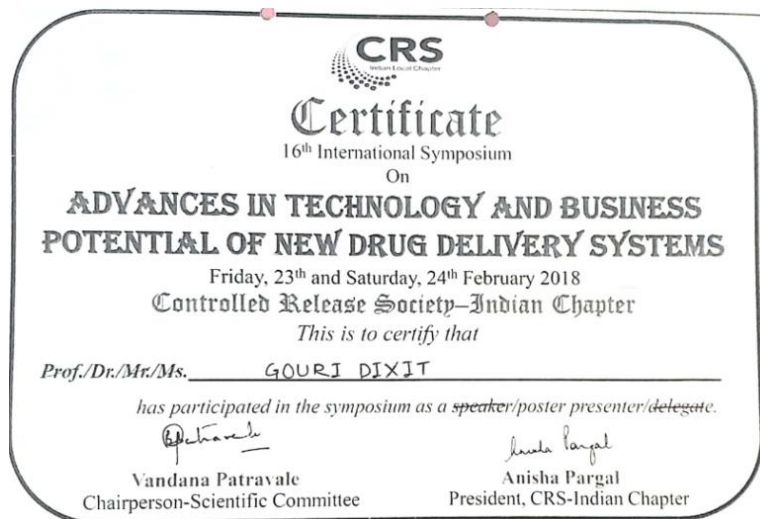 CRS
Indian Local Chapter
Certificate
16th International Symposium
On
ADVANCES IN TECHNOLOGY AND BUSINESS
POTENTIAL OF NEW DRUG DELIVERY SYSTEMS
Friday, 23th and Saturday, 24th February 2018
Controlled Release Society–Indian Chapter
This is to certify that
Prof./Dr./Mr./Ms. GOURI DIXIT
has participated in the symposium as a speaker/poster presenter/delegate.
Vandana Patravale
Anisha Pargal
Chairperson-Scientific Committee
President, CRS-Indian Chapter